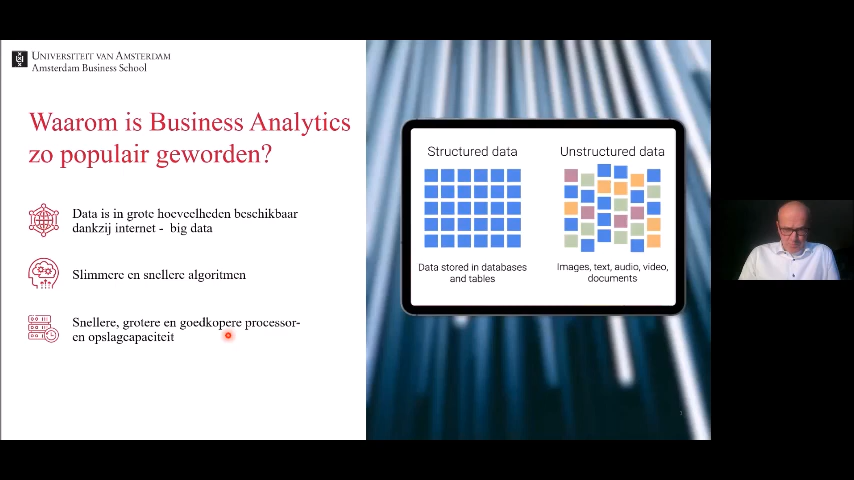 UNIVERSITEIT VAN AMSTERDAM
Amsterdam Business School
Waarom is Business Analytics
zo populair geworden?
Data is in grote hoeveelheden beschikbaar
dankzij internet - big data
Slimmere en snellere algoritmen
Snellere, grotere en goedkopere processor-
en opslagcapaciteit
Structured data
Data stored in databases
and tables
Unstructured data
Images, text, audio, video,
documents